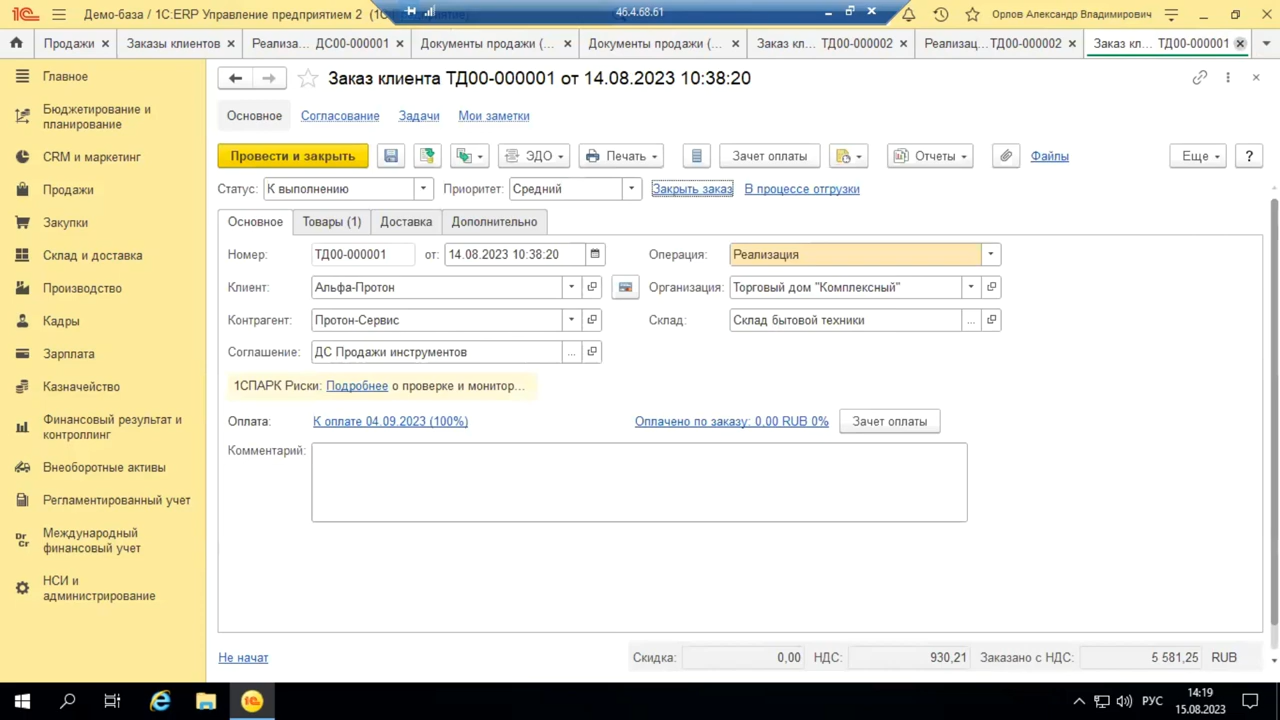 46.4.68.61
Демо-база / 1С:ERP Управление предприятием 2 (1С:Предприятие)
Орлов Александр Владимирович
Продажи
Заказы клиентов
Реализа... ДС00-000001
Документы продажи (...
Документы продажи (...
Заказ кл... ТД00-000002
Реализац... ТД00-000002
Заказ кл... ТД00-000001
Главное
Бюджетирование и
планирование
CRM и маркетинг
Продажи
Закупки
Склад и доставка
Производство
Кадры
Зарплата
Казначейство
Финансовый результат и
контроллинг
Внеоборотные активы
Регламентированный учет
Dr
Cr
Международный
финансовый учет
НСИ и
администрирование
Заказ клиента ТД00-000001 от 14.08.2023 10:38:20
Основное Согласование Задачи Мои заметки
Провести и закрыть ЭДО Печать Зачет оплаты Отчеты Файлы Еще ?
Статус: К выполнению Приоритет: Средний Закрыть заказ В процессе отгрузки
Основное Товары (1) Доставка Дополнительно
Номер: ТД00-000001 от: 14.08.2023 10:38:20 Операция: Реализация
Клиент: Альфа-Протон Организация: Торговый дом "Комплексный"
Контрагент: Протон-Сервис Склад: Склад бытовой техники
Соглашение: ДС Продажи инструментов
1СПАРК Риски: Подробнее о проверке и монитор...
Оплата: К оплате 04.09.2023 (100%) Оплачено по заказу: 0.00 RUB 0% Зачет оплаты
Комментарий:
Не начат Скидка: 0,00 НДС: 930,21 Заказано с НДС: 5 581,25 RUB
РУС
14:19
15.08.2023